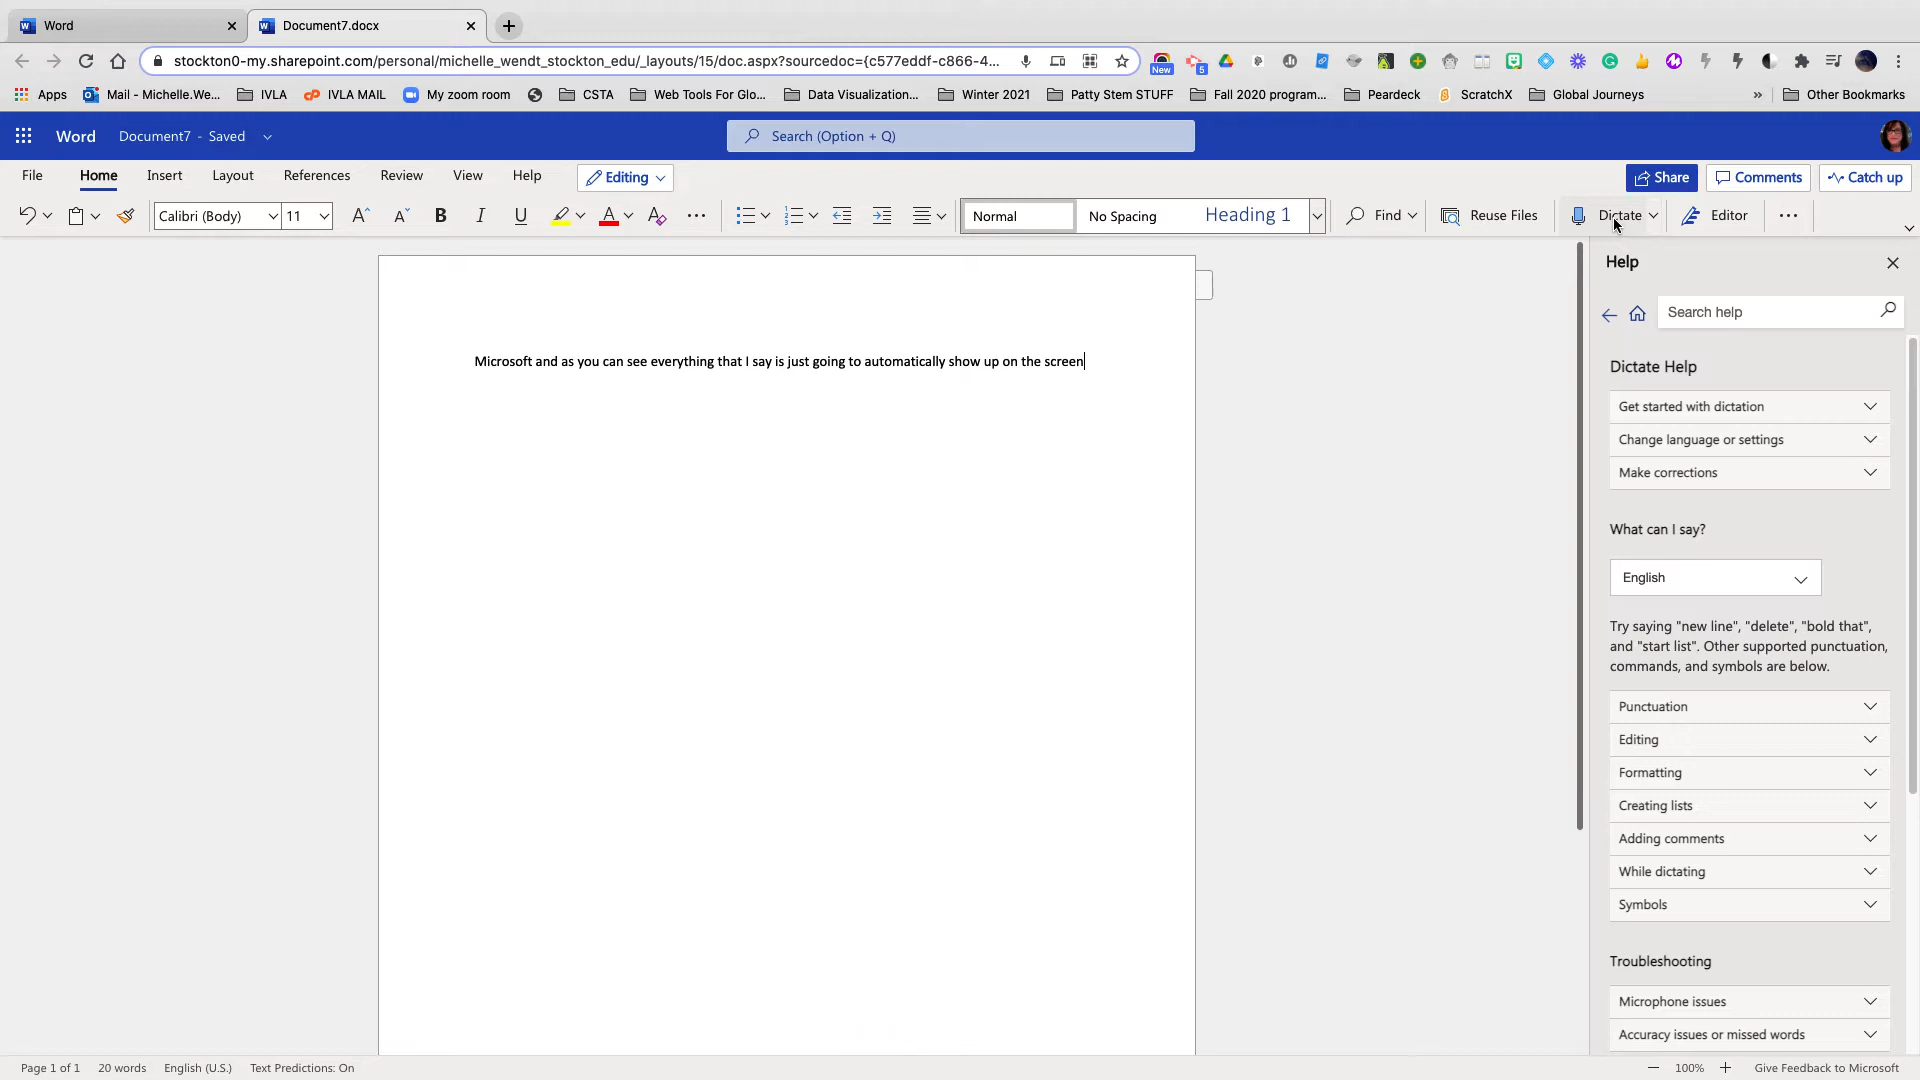 Word
Document7.docx
stockton0-my.sharepoint.com/personal/michelle_wendt_stockton_edu/_layouts/15/doc.aspx?sourcedoc={c577eddf-c866-4...
New
5
Apps
Mail - Michelle.We...
IVLA
IVLA MAIL
My zoom room
CSTA
Web Tools For Glo...
Data Visualization...
Winter 2021
Patty Stem STUFF
Fall 2020 program...
Peardeck
ScratchX
Global Journeys
»
Other Bookmarks
Word
Document7 - Saved
Search (Option + Q)
File
Home
Insert
Layout
References
Review
View
Help
Editing
Share
Comments
Catch up
Calibri (Body)
11
A
A
B
I
U
A
Normal
No Spacing
Heading 1
Find
Reuse Files
Dictate
Editor
Microsoft and as you can see everything that I say is just going to automatically show up on the screen
Help
Search help
Dictate Help
Get started with dictation
Change language or settings
Make corrections
What can I say?
English
Try saying "new line", "delete", "bold that",
and "start list". Other supported punctuation,
commands, and symbols are below.
Punctuation
Editing
Formatting
Creating lists
Adding comments
While dictating
Symbols
Troubleshooting
Microphone issues
Accuracy issues or missed words
Page 1 of 1
20 words
English (U.S.)
Text Predictions: On
100%
Give Feedback to Microsoft